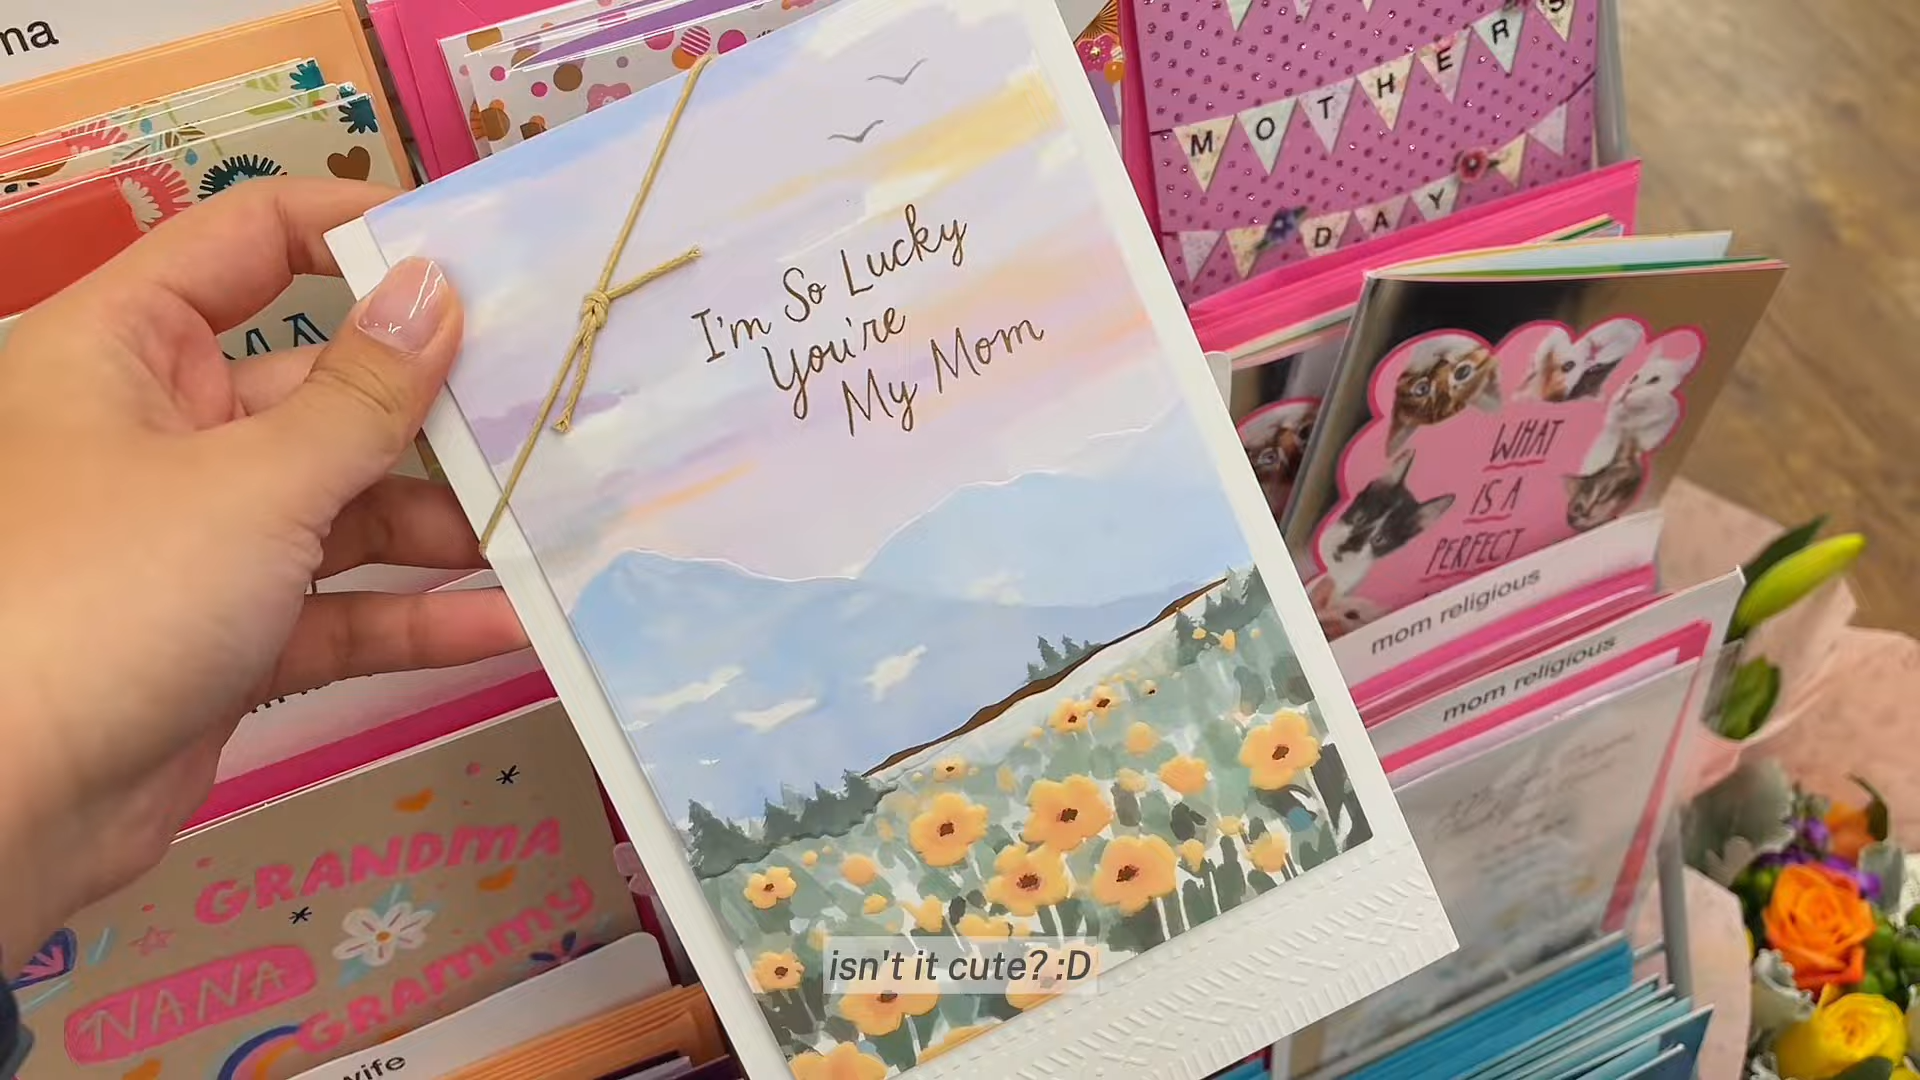 na
MOTHER'S
DAY
I'm So Lucky
You're
My Mom
WHAT
IS A
PERFECT
mom religious
mom religious
GRANDMA
NANA
GRAMMY
wife
isn't it cute? :D